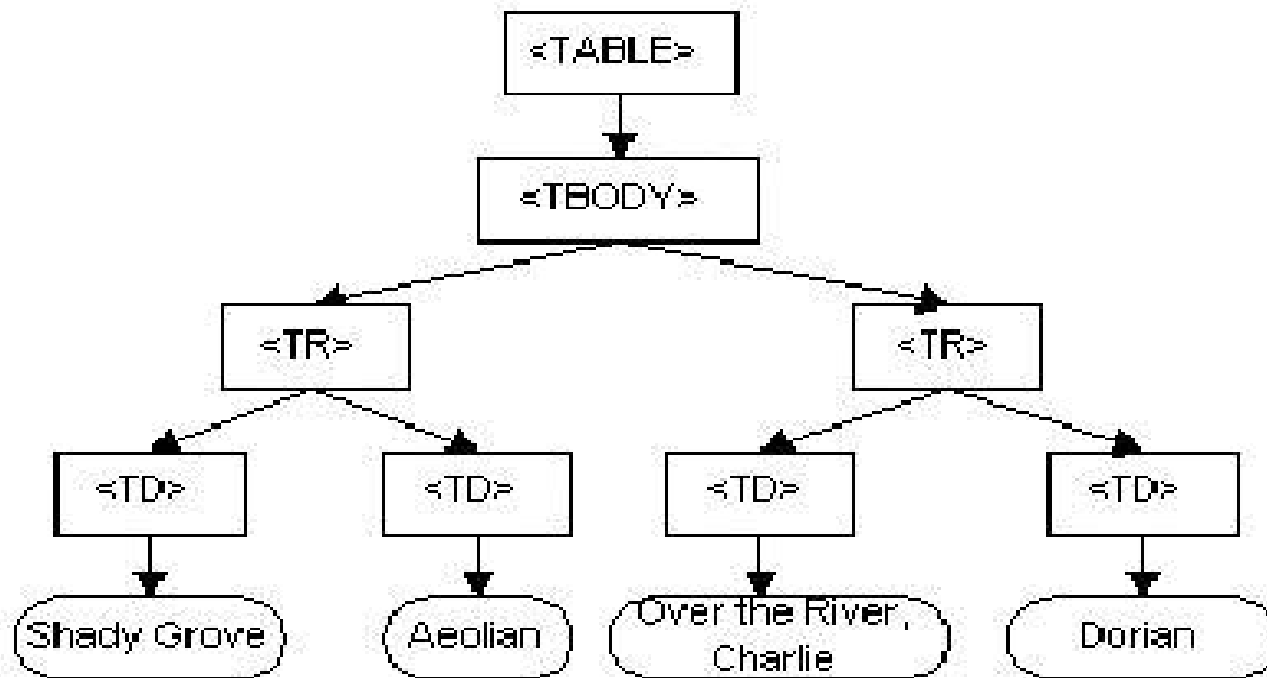 <TABLE>
<TBODY>
<TR>
<TR>
<TD>
<TD>
<TD>
<TD>
Shady Grove
Aeolian
Over the River,
Charlie
Dorian